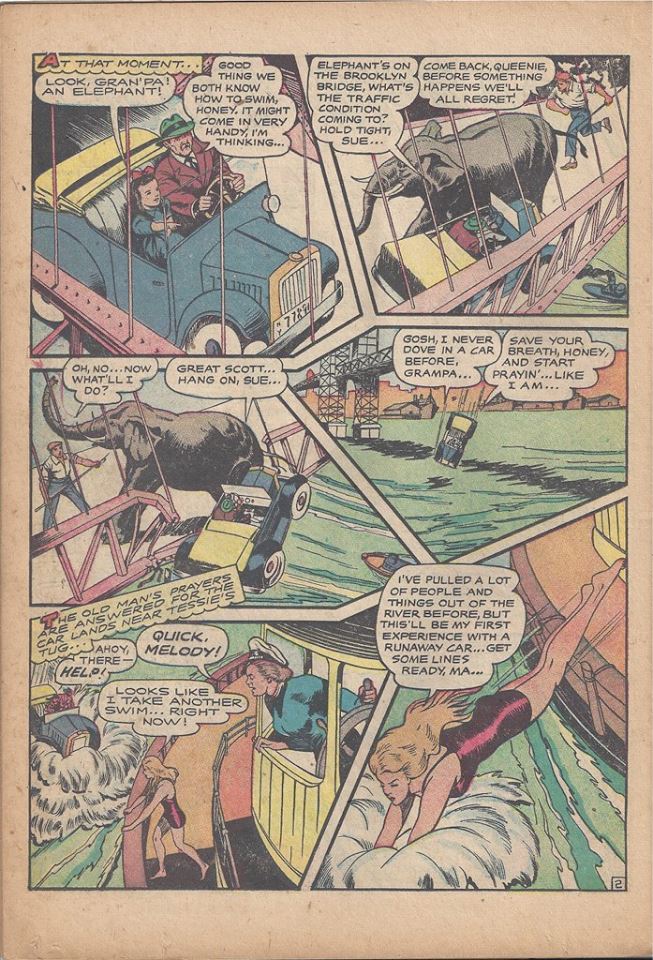 AT THAT MOMENT...
LOOK, GRAN'PA!
AN ELEPHANT!
GOOD
THING WE
BOTH KNOW
HOW TO SWIM,
HONEY, IT MIGHT
COME IN VERY
HANDY, I'M
THINKING...
ELEPHANT'S ON
THE BROOKLYN
BRIDGE, WHAT'S
THE TRAFFIC
CONDITION
COMING TO?
HOLD TIGHT,
SUE...
COME BACK, QUEENIE,
BEFORE SOMETHING
HAPPENS WE'LL
ALL REGRET!
OH, NO...NOW
WHAT'LL I
DO?
GREAT SCOTT...
HANG ON, SUE...
GOSH, I NEVER
DOVE IN A CAR
BEFORE,
GRAMPA...
SAVE YOUR
BREATH, HONEY,
AND START
PRAYIN'...LIKE
I AM...
THE OLD MAN'S PRAYERS
ARE ANSWERED FOR THE
CAR LANDS NEAR TESSIE'S
TUG...
AHOY,
THERE—
HELP!
QUICK,
MELODY!
LOOKS LIKE
I TAKE ANOTHER
SWIM... RIGHT
NOW!
I'VE PULLED A LOT
OF PEOPLE AND
THINGS OUT OF THE
RIVER BEFORE, BUT
THIS'LL BE MY FIRST
EXPERIENCE WITH A
RUNAWAY CAR...GET
SOME LINES
READY, MA...
2